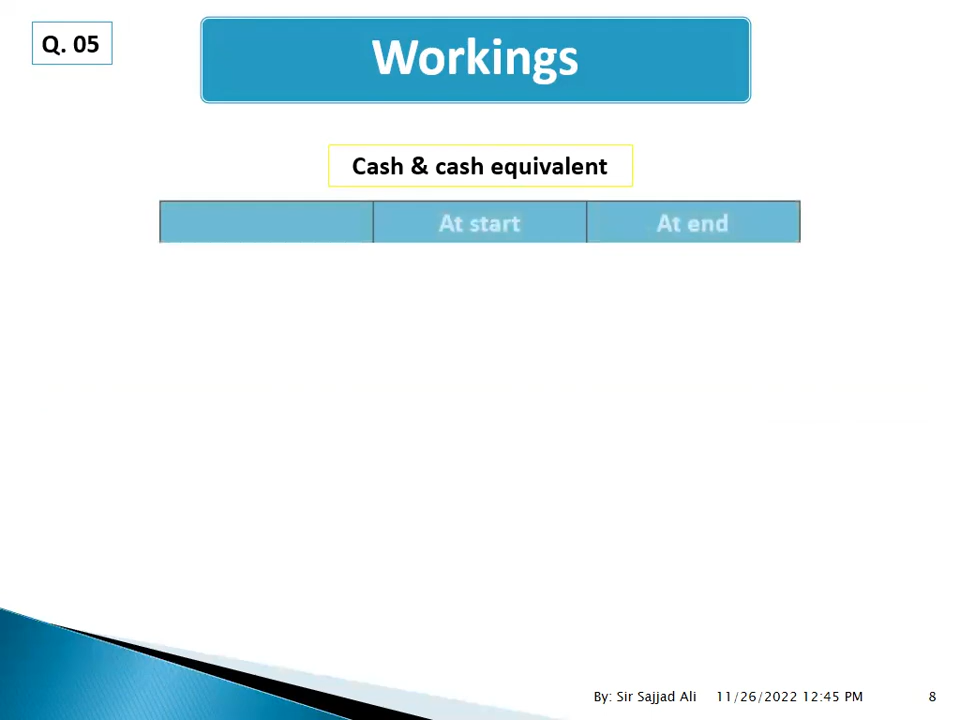 Q. 05
Workings
Cash & cash equivalent
At start At end
By: Sir Sajjad Ali 11/26/2022 12:45 PM 8